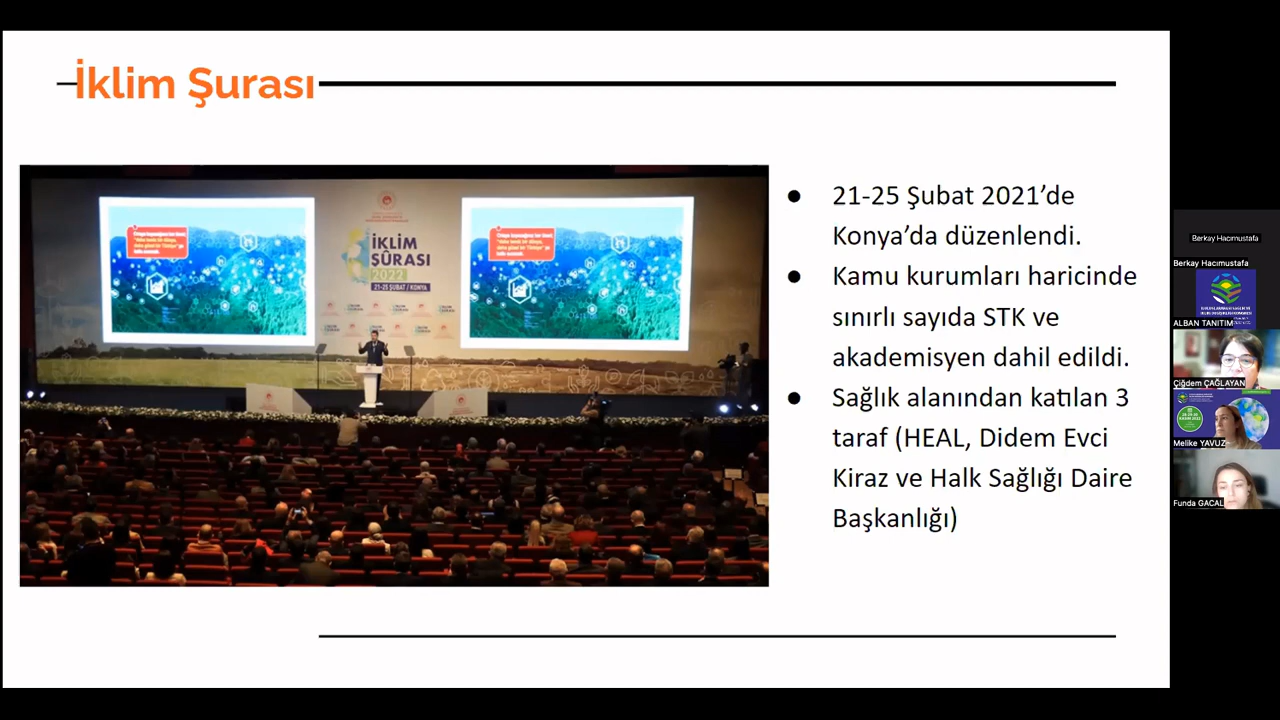 İklim Şurası
İKLİM
ŞÛRASI
2022
21-25 ŞUBAT / KONYA
● 21-25 Şubat 2021’de
Konya’da düzenlendi.
● Kamu kurumları haricinde
sınırlı sayıda STK ve
akademisyen dahil edildi.
● Sağlık alanından katılan 3
taraf (HEAL, Didem Evci
Kiraz ve Halk Sağlığı Daire
Başkanlığı)
Berkay Hacımustafa
Berkay Hacımustafa
ALBAN TANITIM
Çiğdem ÇAĞLAYAN
Melike YAVUZ
Funda GACAL